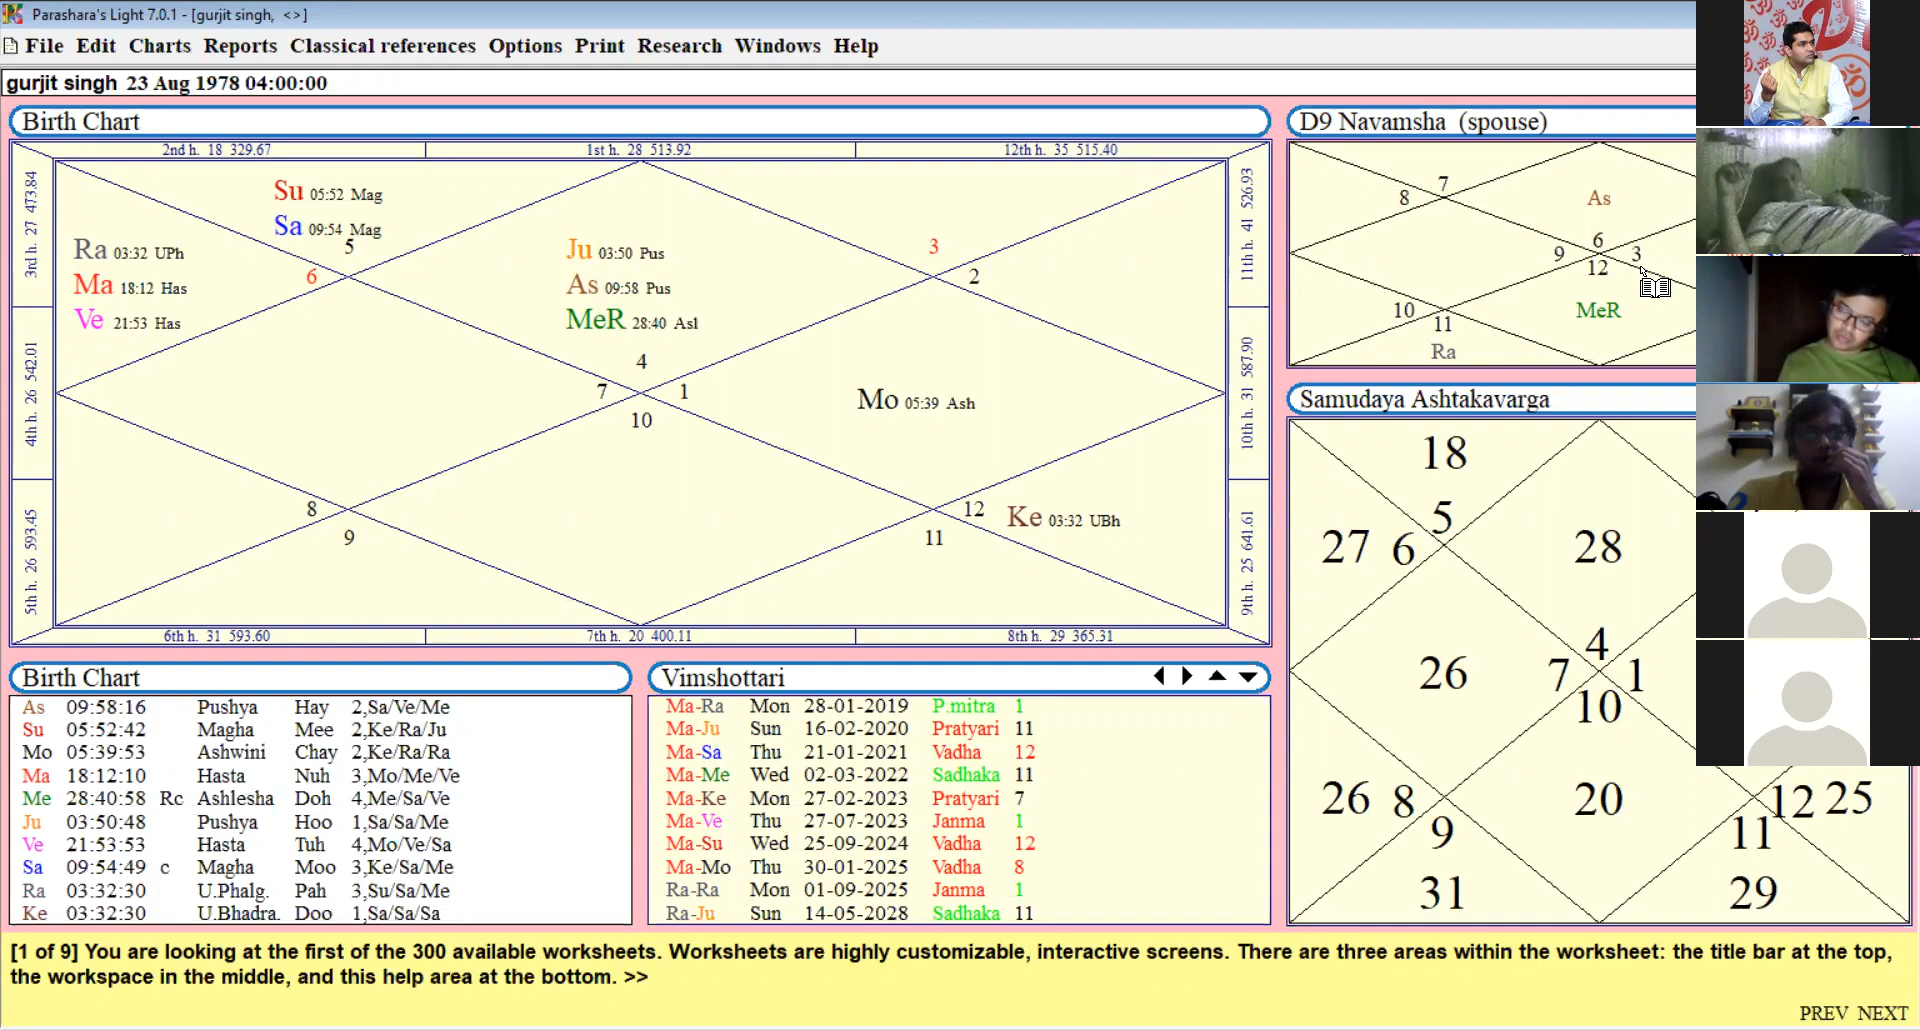 Parashara's Light 7.0.1 - [gurjit singh,  <>]
File Edit Charts Reports Classical references Options Print Research Windows Help
gurjit singh 23 Aug 1978 04:00:00
Birth Chart
2nd h. 18 329.67
1st h. 28 513.92
12th h. 35 515.40
3rd h. 27 473.84
4th h. 26 542.01
5th h. 26 593.45
11th h. 41 526.93
10th h. 31 587.90
9th h. 25 641.61
6th h. 31 593.60
7th h. 20 400.11
8th h. 29 365.31
Su 05:52 Mag
Sa 09:54 Mag
5
Ra 03:32 UPh
Ma 18:12 Has
Ve 21:53 Has
6
Ju 03:50 Pus
As 09:58 Pus
MeR 28:40 Asl
3
2
4
7
1
10
Mo 05:39 Ash
8
9
12
11
Ke 03:32 UBh
D9 Navamsha (spouse)
7
8
As
6
9
3
12
10
11
MeR
Ra
Samudaya Ashtakavarga
18
5
27 6
28
26
4
7
1
10
26 8
9
31
20
12 25
11
29
Birth Chart
As 09:58:16 Pushya Hay 2,Sa/Ve/Me
Su 05:52:42 Magha Mee 2,Ke/Ra/Ju
Mo 05:39:53 Ashwini Chay 2,Ke/Ra/Ra
Ma 18:12:10 Hasta Nuh 3,Mo/Me/Ve
Me 28:40:58 Rc Ashlesha Doh 4,Me/Sa/Ve
Ju 03:50:48 Pushya Hoo 1,Sa/Sa/Me
Ve 21:53:53 Hasta Tuh 4,Mo/Ve/Sa
Sa 09:54:49 c Magha Moo 3,Ke/Sa/Me
Ra 03:32:30 U.Phalg. Pah 3,Su/Sa/Me
Ke 03:32:30 U.Bhadra. Doo 1,Sa/Sa/Sa
Vimshottari
Ma-Ra Mon 28-01-2019 P.mitra 1
Ma-Ju Sun 16-02-2020 Pratyari 11
Ma-Sa Thu 21-01-2021 Vadha 12
Ma-Me Wed 02-03-2022 Sadhaka 11
Ma-Ke Mon 27-02-2023 Pratyari 7
Ma-Ve Thu 27-07-2023 Janma 1
Ma-Su Wed 25-09-2024 Vadha 12
Ma-Mo Thu 30-01-2025 Vadha 8
Ra-Ra Mon 01-09-2025 Janma 1
Ra-Ju Sun 14-05-2028 Sadhaka 11
[1 of 9] You are looking at the first of the 300 available worksheets. Worksheets are highly customizable, interactive screens. There are three areas within the worksheet: the title bar at the top,
the workspace in the middle, and this help area at the bottom. >>
PREV NEXT